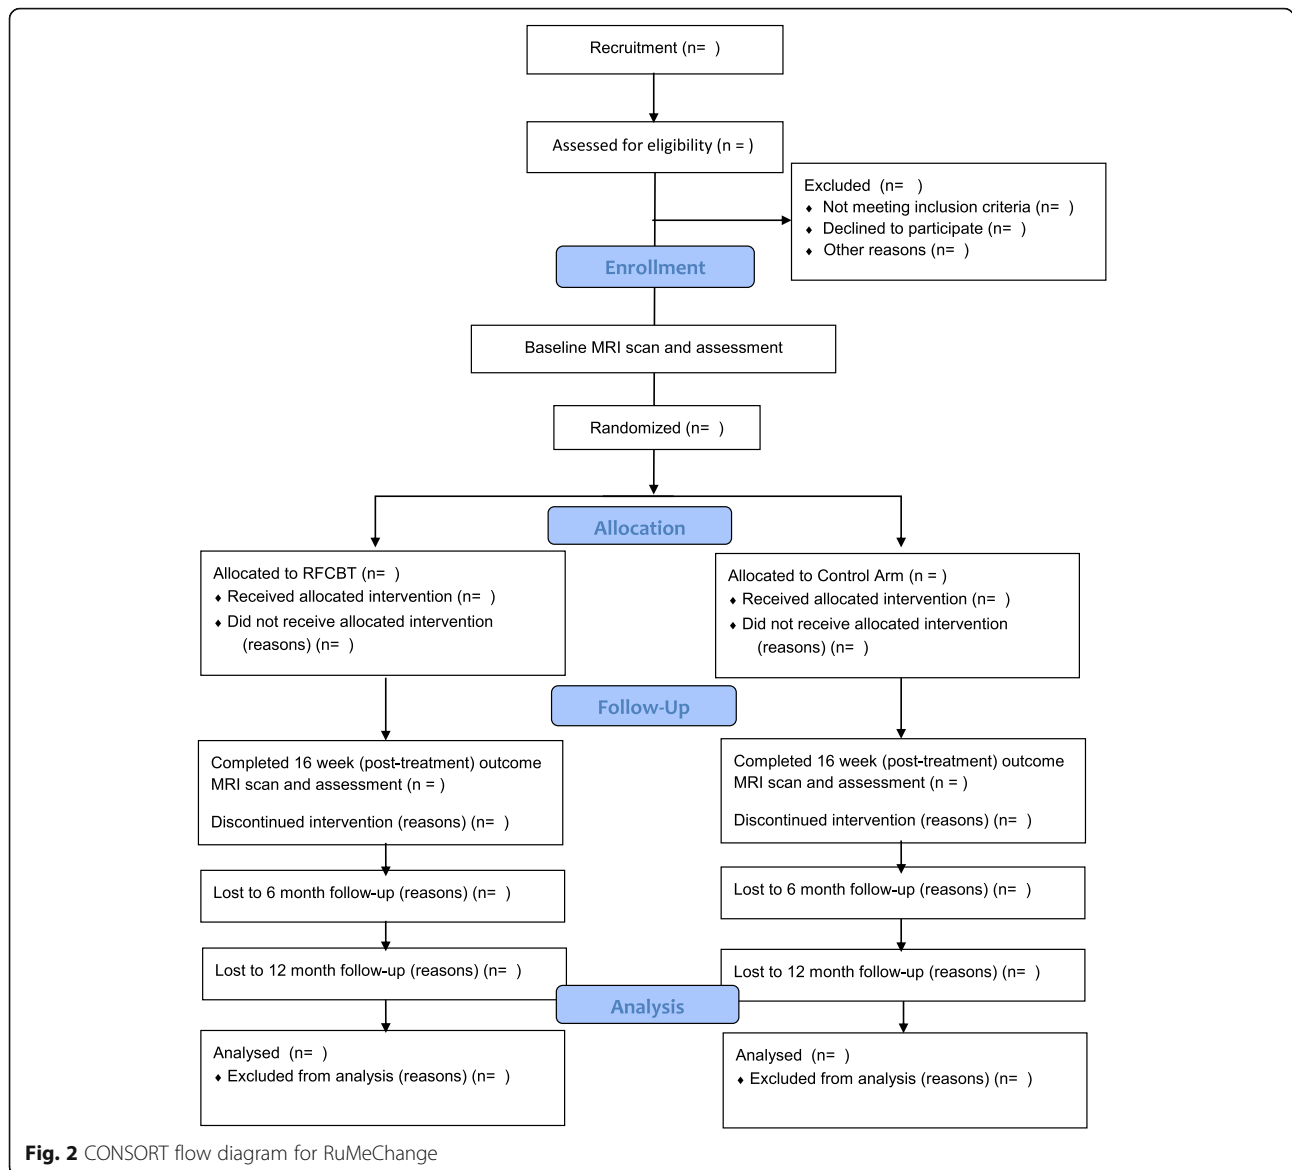 Recruitment (n=  )
Assessed for eligibility (n = )
Excluded  (n=  )
♦ Not meeting inclusion criteria (n=  )
♦ Declined to participate (n=  )
♦ Other reasons (n=  )
Enrollment
Baseline MRI scan and assessment
Randomized (n=  )
Allocation
Allocated to RFCBT (n=  )
♦ Received allocated intervention (n=  )
♦ Did not receive allocated intervention
(reasons) (n=  )
Allocated to Control Arm (n = )
♦ Received allocated intervention (n=  )
♦ Did not receive allocated intervention
(reasons) (n=  )
Follow-Up
Completed 16 week (post-treatment) outcome
MRI scan and assessment (n = )
Discontinued intervention (reasons) (n=  )
Completed 16 week (post-treatment) outcome
MRI scan and assessment (n = )
Discontinued intervention (reasons) (n=  )
Lost to 6 month follow-up (reasons) (n=  )
Lost to 6 month follow-up (reasons) (n=  )
Lost to 12 month follow-up (reasons) (n=  )
Lost to 12 month follow-up (reasons) (n=  )
Analysis
Analysed  (n=  )
♦ Excluded from analysis (reasons) (n=  )
Analysed  (n=  )
♦ Excluded from analysis (reasons) (n=  )
Fig. 2 CONSORT flow diagram for RuMeChange